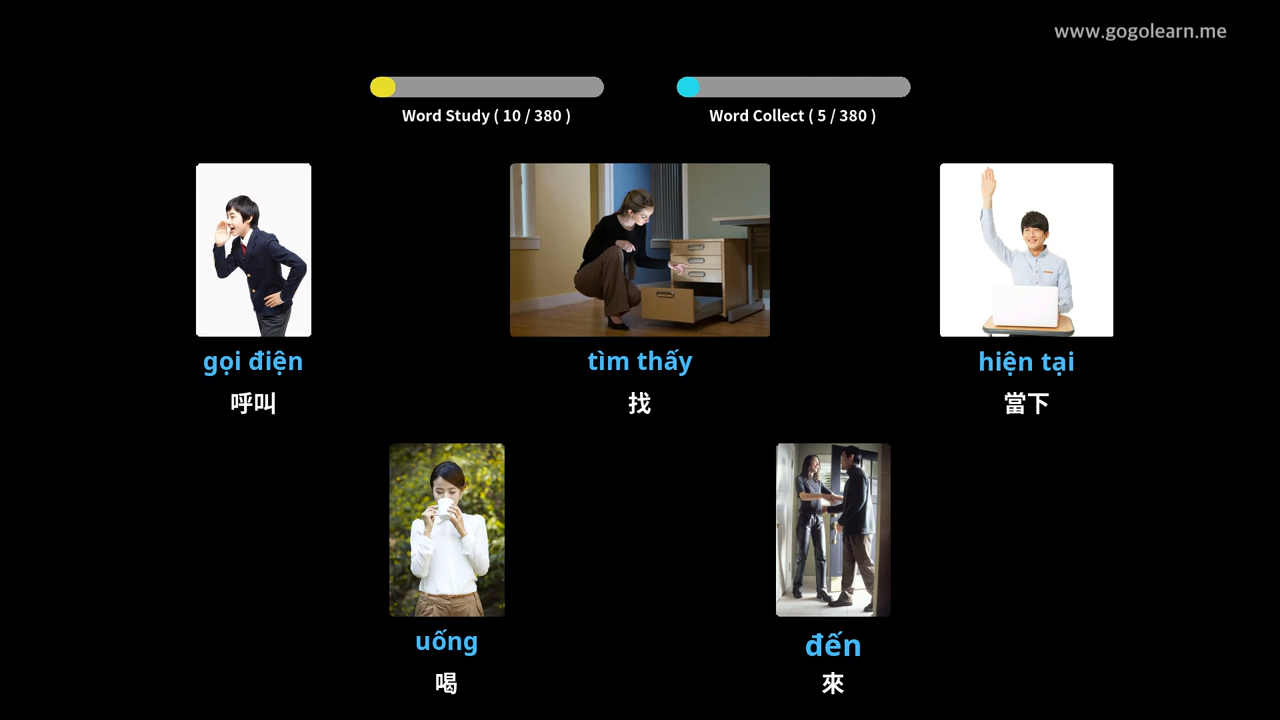 www.gogolearn.me
Word Study ( 10 / 380 )
Word Collect ( 5 / 380 )
gọi điện
呼叫
tìm thấy
找
hiện tại
當下
uống
喝
đến
來